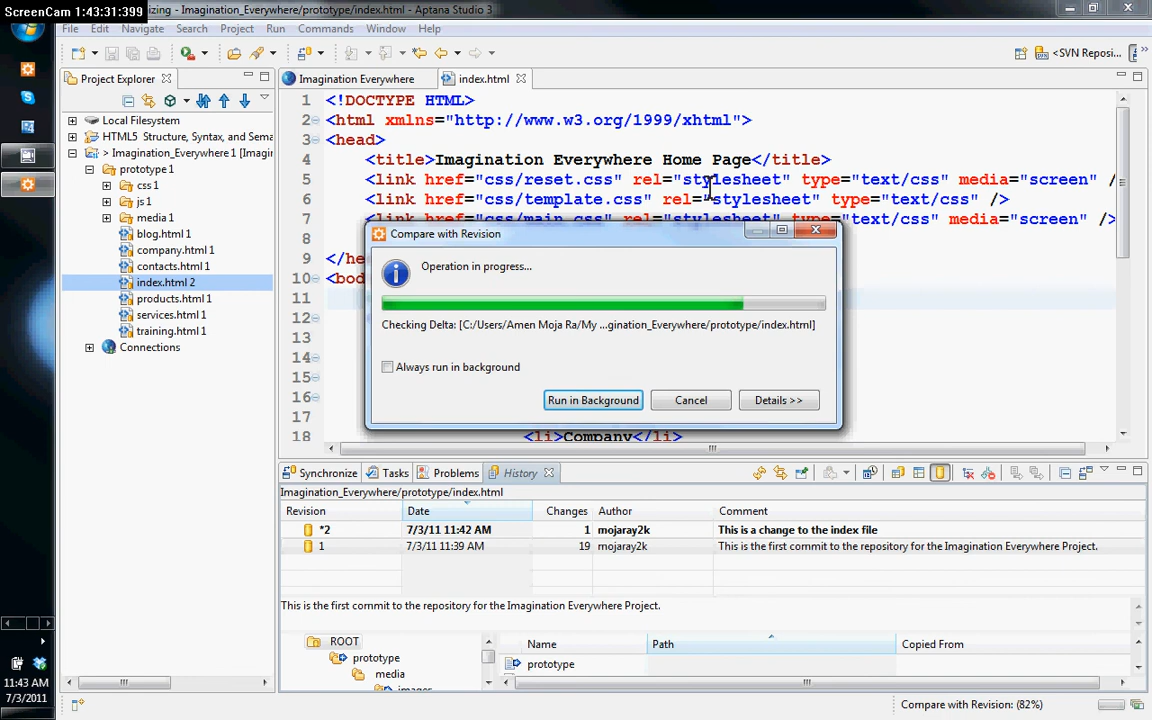 ScreenCam 1:43:31:399
izing - Imagination_Everywhere/prototype/index.html - Aptana Studio 3
File Edit Navigate Search Project Run Commands Window Help
<SVN Reposi...
Project Explorer
Imagination Everywhere
index.html
Local Filesystem
HTML5 Structure, Syntax, and Sema
> Imagination_Everywhere 1 [Imagin
prototype 1
css 1
js 1
media 1
blog.html 1
company.html 1
contacts.html 1
index.html 2
products.html 1
services.html 1
training.html 1
Connections
1 <!DOCTYPE HTML>
2 <html xmlns="http://www.w3.org/1999/xhtml">
3 <head>
4 <title>Imagination Everywhere Home Page</title>
5 <link href="css/reset.css" rel="stylesheet" type="text/css" media="screen" /
6 <link href="css/template.css" rel="stylesheet" type="text/css" />
7 <link href="css/main.css" rel="stylesheet" type="text/css" media="screen" />
8
9 </he
10 <bod
11
12
13
14
15
16
17
18 <li>Company</li>
Compare with Revision
Operation in progress...
Checking Delta: [C:/Users/Amen Moja Ra/My ...gination_Everywhere/prototype/index.html]
Always run in background
Run in Background
Cancel
Details >>
Synchronize Tasks Problems History
Imagination_Everywhere/prototype/index.html
Revision Date Changes Author Comment
*2 7/3/11 11:42 AM 1 mojaray2k This is a change to the index file
1 7/3/11 11:39 AM 19 mojaray2k This is the first commit to the repository for the Imagination Everywhere Project.
This is the first commit to the repository for the Imagination Everywhere Project.
ROOT
prototype
media
images
Name Path Copied From
prototype
11:43 AM
7/3/2011
Compare with Revision: (82%)